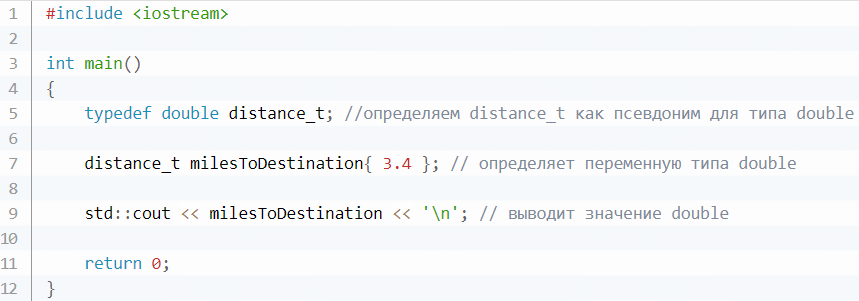 1 #include <iostream>
2
3 int main()
4 {
5 typedef double distance_t; //определяем distance_t как псевдоним для типа double
6
7 distance_t milesToDestination{ 3.4 }; // определяет переменную типа double
8
9 std::cout << milesToDestination << '\n'; // выводит значение double
10
11 return 0;
12 }